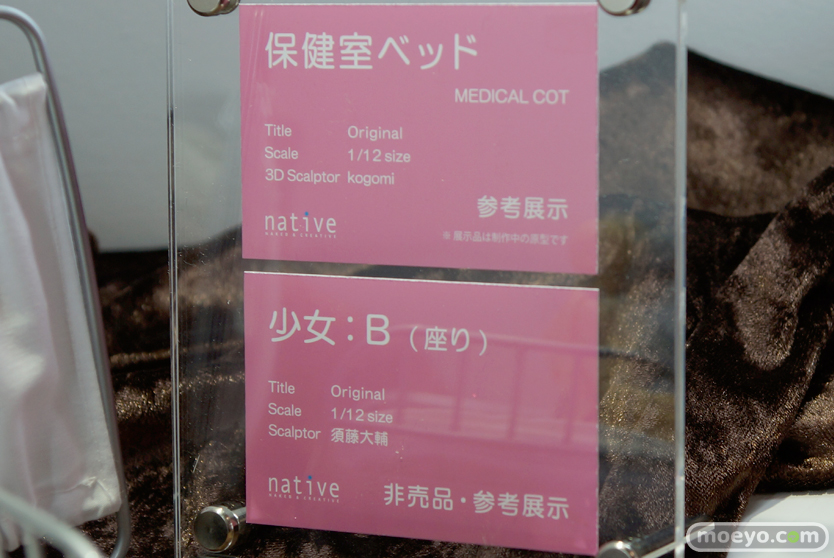 保健室ベッド
MEDICAL COT
Title Original
Scale 1/12 size
3D Scalptor kogomi
参考展示
native
※ 展示品は制作中の原型です
少女：B （座り）
Title Original
Scale 1/12 size
Scalptor 須藤大輔
native
非売品・参考展示
moeyo.com